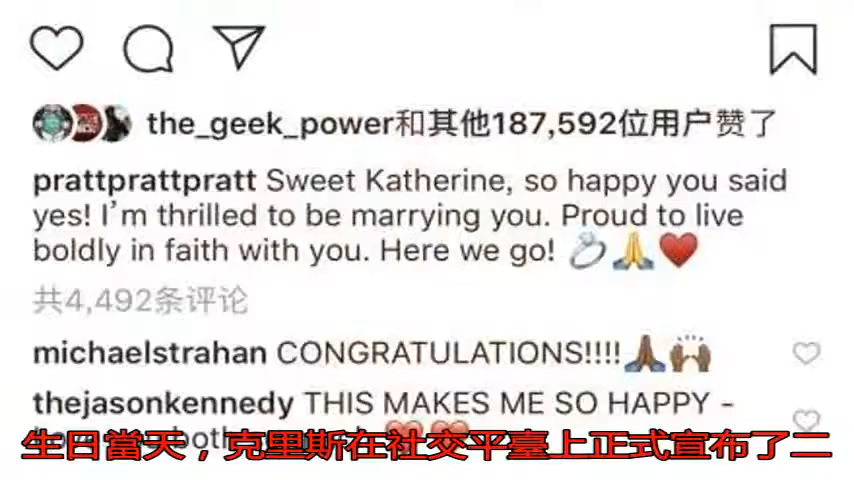 the_geek_power和其他187,592位用户赞了
prattprattpratt Sweet Katherine, so happy you said
yes! I'm thrilled to be marrying you. Proud to live
boldly in faith with you. Here we go! 💍🙏❤️
共4,492条评论
michaelstrahan CONGRATULATIONS!!!!🙏🏾🙌🏾
thejasonkennedy THIS MAKES ME SO HAPPY -
both
生日當天，克里斯在社交平臺上正式宣布了二